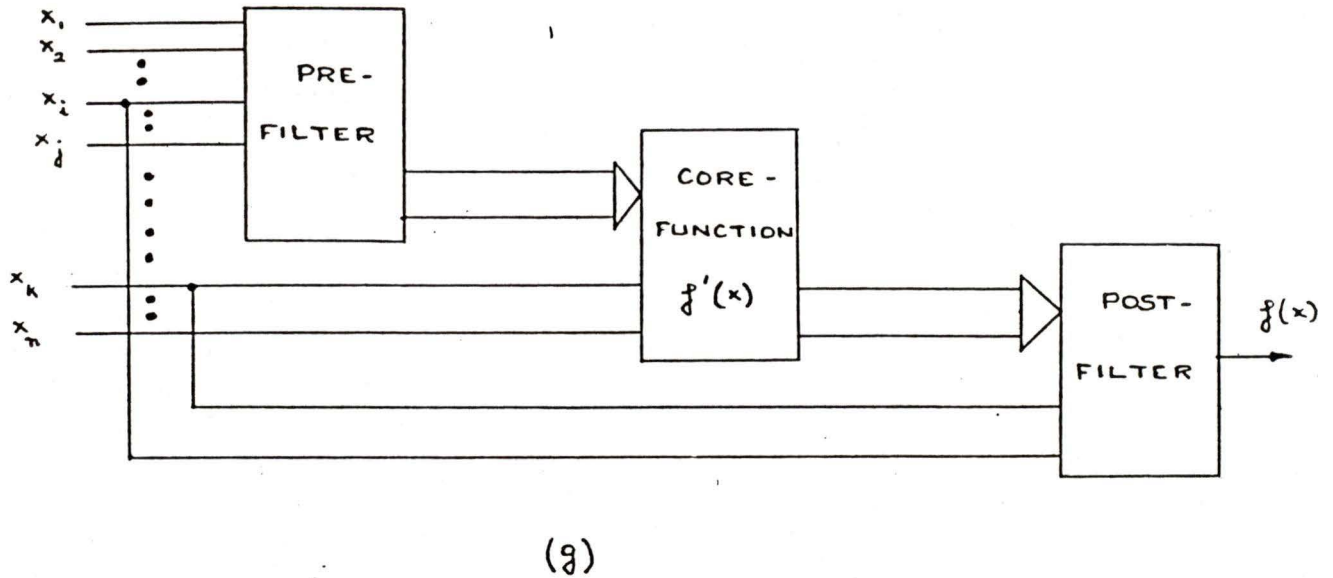 x₁
x₂
xᵢ
xⱼ
PRE-
FILTER
CORE-
FUNCTION
f'(x)
xₖ
xₙ
POST-
FILTER
f(x)
(g)